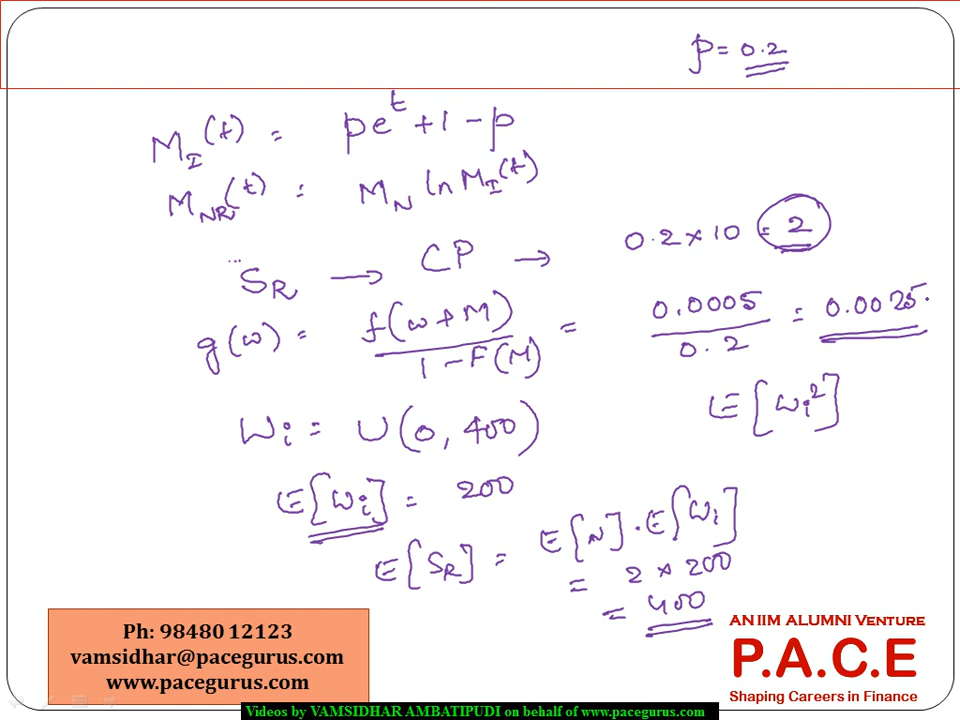 p = 0.2
M_I(t) = pe^t + 1 - p
M_NR(t) = M_N ln M_I(t)
S_R → CP → 0.2 × 10 = 2
g(w) = f(w+M) / 1 - F(M) = 0.0005 / 0.2 = 0.0025
W_i = U(0, 400)
E[W_i²]
E[W_i] = 200
E[S_R] = E[N] · E[W_i]
= 2 × 200
= 400
Ph: 98480 12123
vamsidhar@pacegurus.com
www.pacegurus.com
AN IIM ALUMNI VENTURE
P.A.C.E
Shaping Careers in Finance
Videos by VAMSIDHAR AMBATIPUDI on behalf of www.pacegurus.com